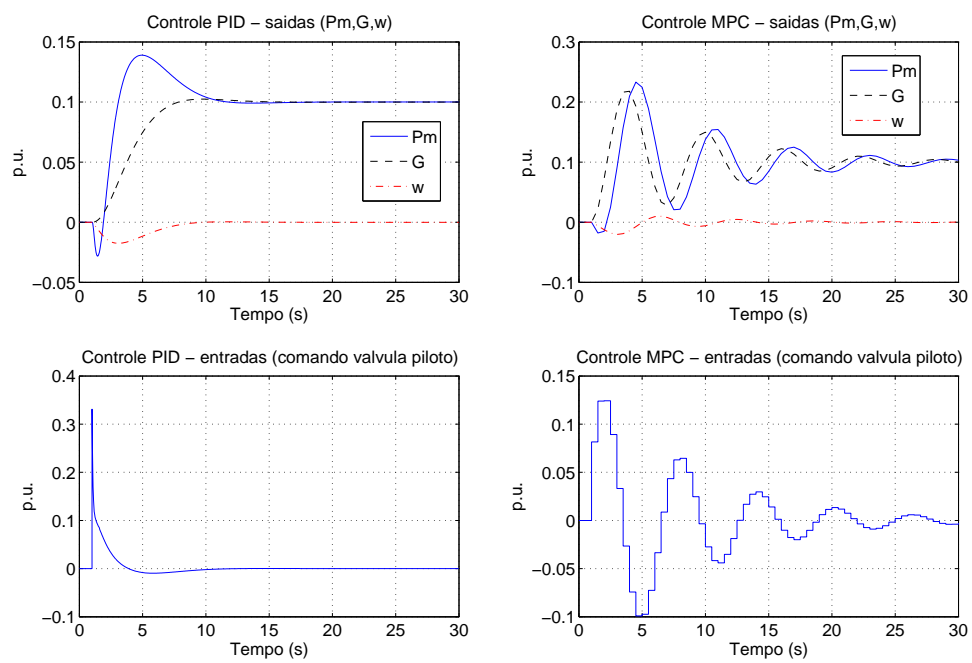 Controle PID − saidas (Pm,G,w)
0.15
0.1
0.05
0
−0.05
p.u.
0 5 10 15 20 25 30
Tempo (s)
Pm
G
w
Controle MPC − saidas (Pm,G,w)
0.3
0.2
0.1
0
−0.1
p.u.
0 5 10 15 20 25 30
Tempo (s)
Pm
G
w
Controle PID − entradas (comando valvula piloto)
0.4
0.3
0.2
0.1
0
−0.1
p.u.
0 5 10 15 20 25 30
Tempo (s)
Controle MPC − entradas (comando valvula piloto)
0.15
0.1
0.05
0
−0.05
−0.1
p.u.
0 5 10 15 20 25 30
Tempo (s)